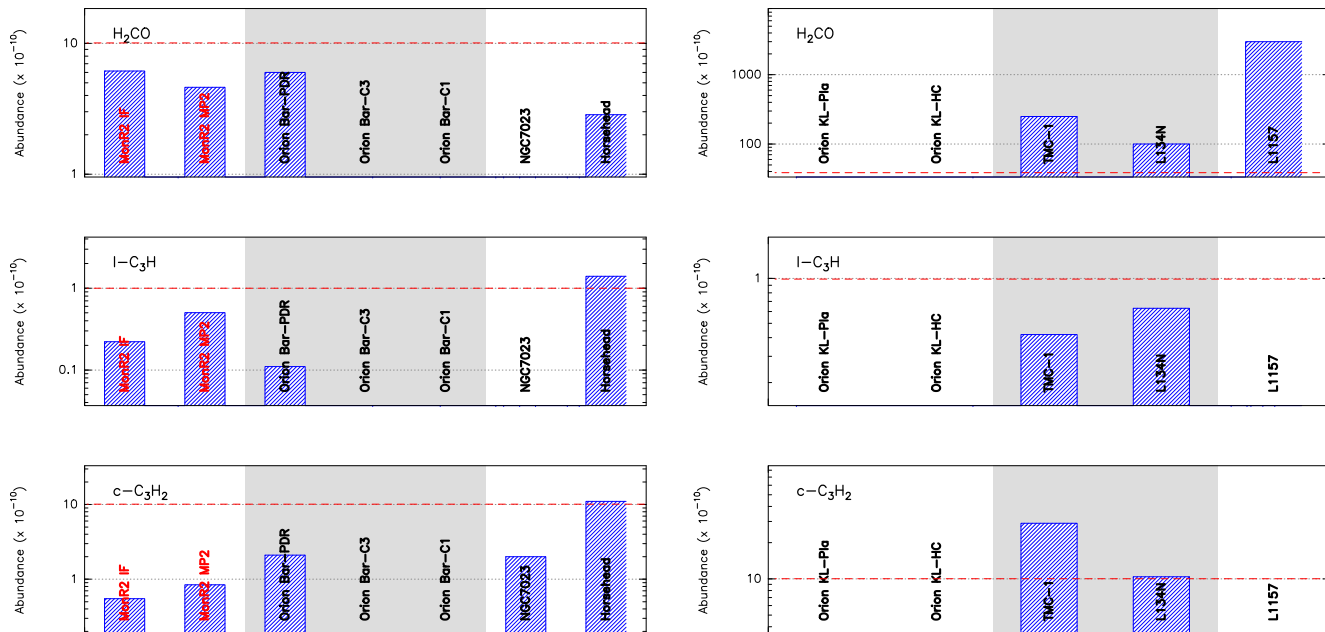 H₂CO
Abundance (x 10⁻¹⁰)
10
1
MonR2 IF
MonR2 MP2
Orion Bar−PDR
Orion Bar−C3
Orion Bar−C1
NGC7023
Horsehead
H₂CO
Abundance (x 10⁻¹⁰)
1000
100
Orion KL−Pla
Orion KL−HC
TMC−1
L134N
L1157
l−C₃H
Abundance (x 10⁻¹⁰)
1
0.1
MonR2 IF
MonR2 MP2
Orion Bar−PDR
Orion Bar−C3
Orion Bar−C1
NGC7023
Horsehead
l−C₃H
Abundance (x 10⁻¹⁰)
1
Orion KL−Pla
Orion KL−HC
TMC−1
L134N
L1157
c−C₃H₂
Abundance (x 10⁻¹⁰)
10
1
MonR2 IF
MonR2 MP2
Orion Bar−PDR
Orion Bar−C3
Orion Bar−C1
NGC7023
Horsehead
c−C₃H₂
Abundance (x 10⁻¹⁰)
10
Orion KL−Pla
Orion KL−HC
TMC−1
L134N
L1157